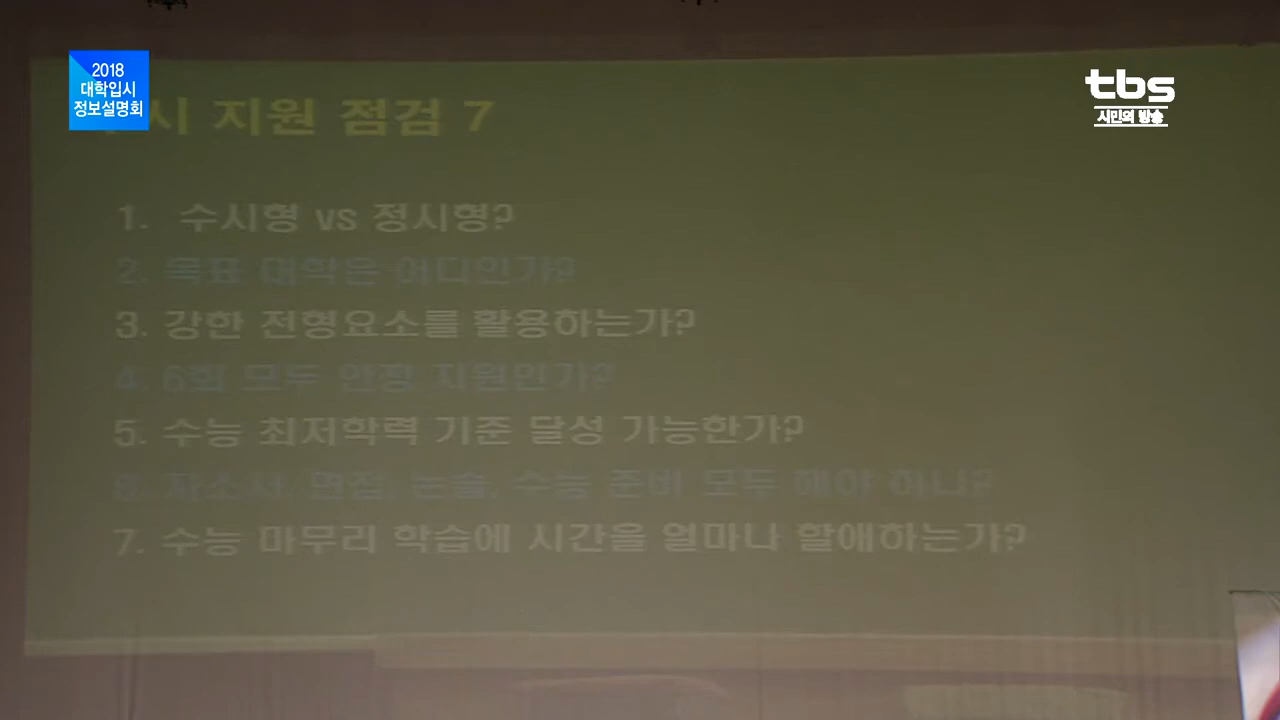 2018
대학입시
정보설명회
tbs
시민의 방송
시 지원 점검 7
1. 수시형 vs 정시형?
2. 목표 대학은 어디인가?
3. 강한 전형요소를 활용하는가?
4. 6회 모두 안정 지원인가?
5. 수능 최저학력 기준 달성 가능한가?
6. 자소서, 면접, 논술, 수능 준비 모두 해야 하나?
7. 수능 마무리 학습에 시간을 얼마나 할애하는가?